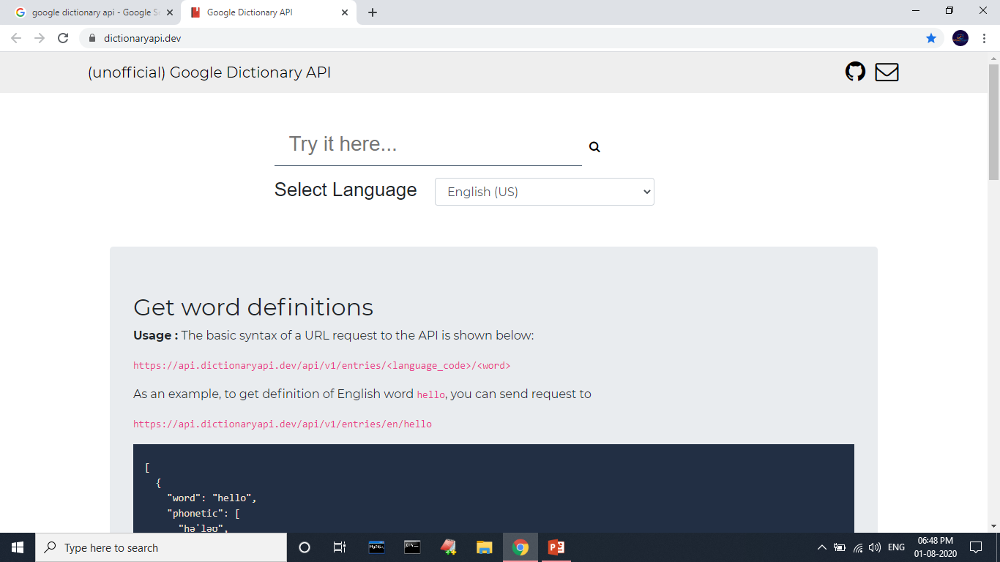 google dictionary api - Google S
Google Dictionary API
dictionaryapi.dev
(unofficial) Google Dictionary API
Try it here...
Select Language
English (US)
Get word definitions
Usage : The basic syntax of a URL request to the API is shown below:
https://api.dictionaryapi.dev/api/v1/entries/<language_code>/<word>
As an example, to get definition of English word hello, you can send request to
https://api.dictionaryapi.dev/api/v1/entries/en/hello
[
{
"word": "hello",
"phonetic": [
"həˈləʊ",
Type here to search
MySQL
ENG
06:48 PM
01-08-2020